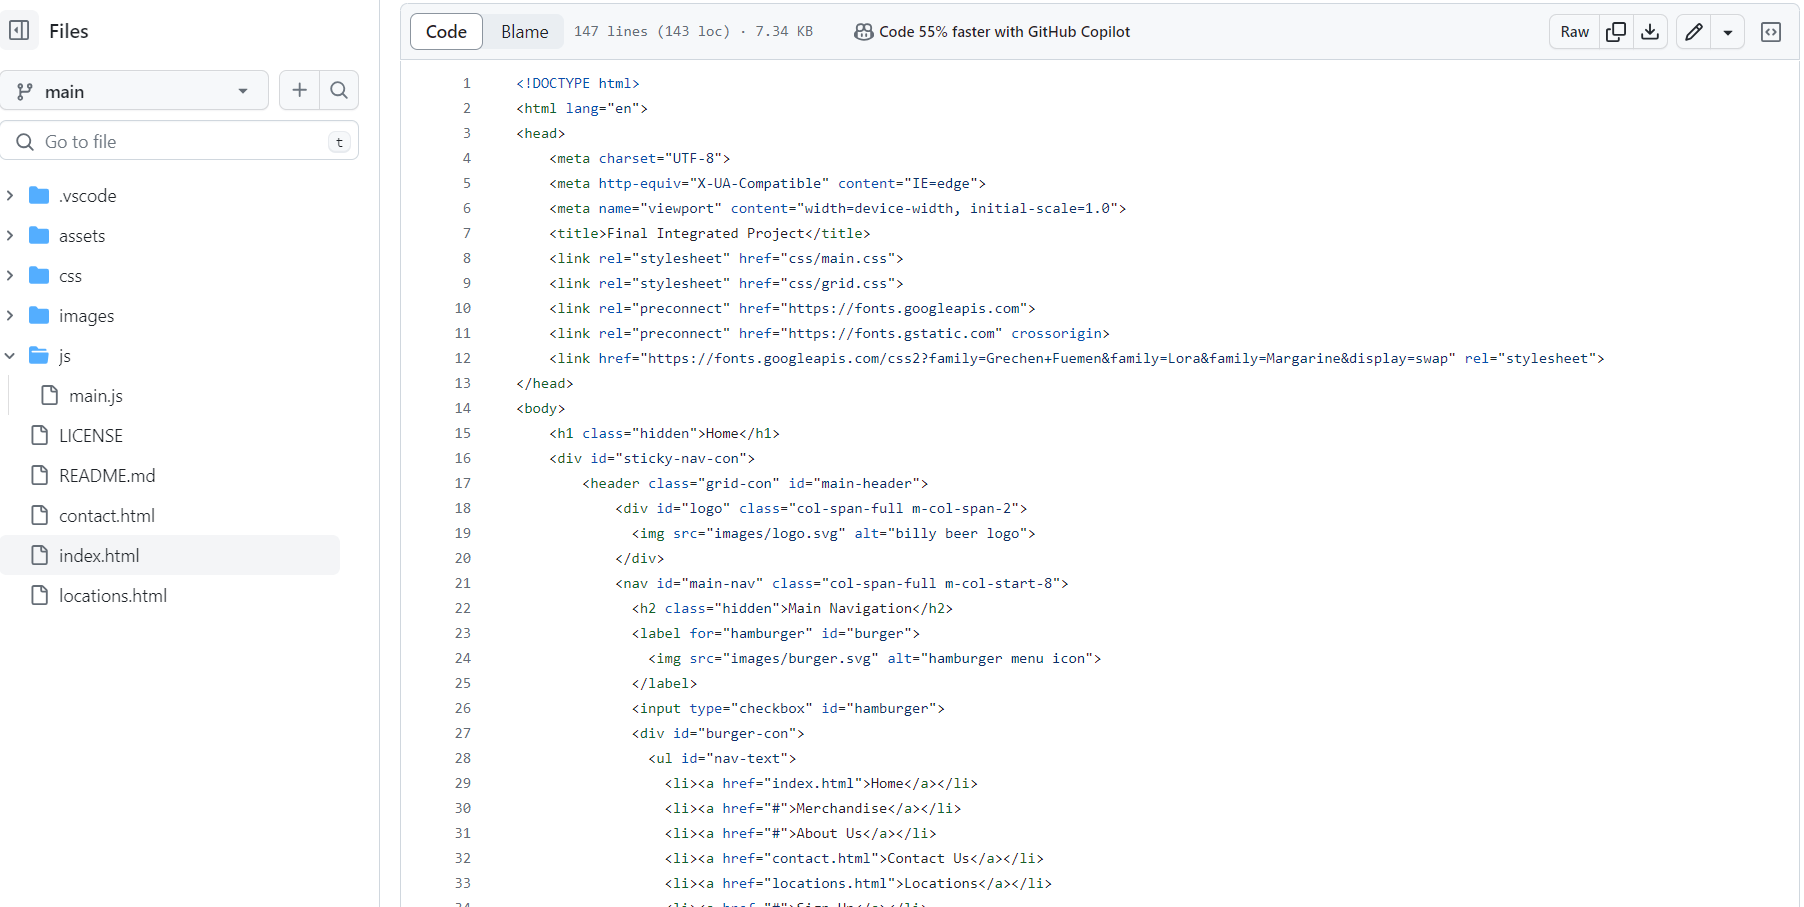 Files
main
Go to file
t
.vscode
assets
css
images
js
main.js
LICENSE
README.md
contact.html
index.html
locations.html
Code Blame 147 lines (143 loc) · 7.34 KB Code 55% faster with GitHub Copilot Raw
1 <!DOCTYPE html>
2 <html lang="en">
3 <head>
4 <meta charset="UTF-8">
5 <meta http-equiv="X-UA-Compatible" content="IE=edge">
6 <meta name="viewport" content="width=device-width, initial-scale=1.0">
7 <title>Final Integrated Project</title>
8 <link rel="stylesheet" href="css/main.css">
9 <link rel="stylesheet" href="css/grid.css">
10 <link rel="preconnect" href="https://fonts.googleapis.com">
11 <link rel="preconnect" href="https://fonts.gstatic.com" crossorigin>
12 <link href="https://fonts.googleapis.com/css2?family=Grechen+Fuemen&family=Lora&family=Margarine&display=swap" rel="stylesheet">
13 </head>
14 <body>
15 <h1 class="hidden">Home</h1>
16 <div id="sticky-nav-con">
17 <header class="grid-con" id="main-header">
18 <div id="logo" class="col-span-full m-col-span-2">
19 <img src="images/logo.svg" alt="billy beer logo">
20 </div>
21 <nav id="main-nav" class="col-span-full m-col-start-8">
22 <h2 class="hidden">Main Navigation</h2>
23 <label for="hamburger" id="burger">
24 <img src="images/burger.svg" alt="hamburger menu icon">
25 </label>
26 <input type="checkbox" id="hamburger">
27 <div id="burger-con">
28 <ul id="nav-text">
29 <li><a href="index.html">Home</a></li>
30 <li><a href="#">Merchandise</a></li>
31 <li><a href="#">About Us</a></li>
32 <li><a href="contact.html">Contact Us</a></li>
33 <li><a href="locations.html">Locations</a></li>
34 <li><a href="#">Sign Up</a></li>